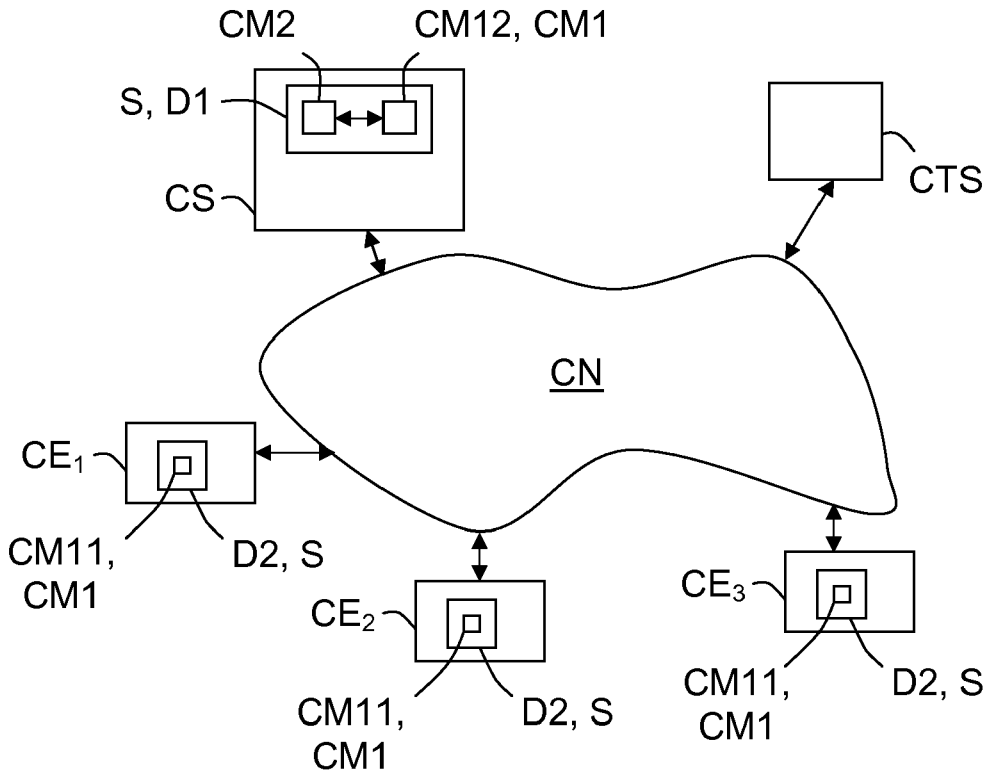 CM2
CM12, CM1
S, D1
CTS
CS
CN
CE₁
CM11,
CM1
D2, S
CE₂
CE₃
CM11,
CM1
D2, S
CM11,
CM1
D2, S